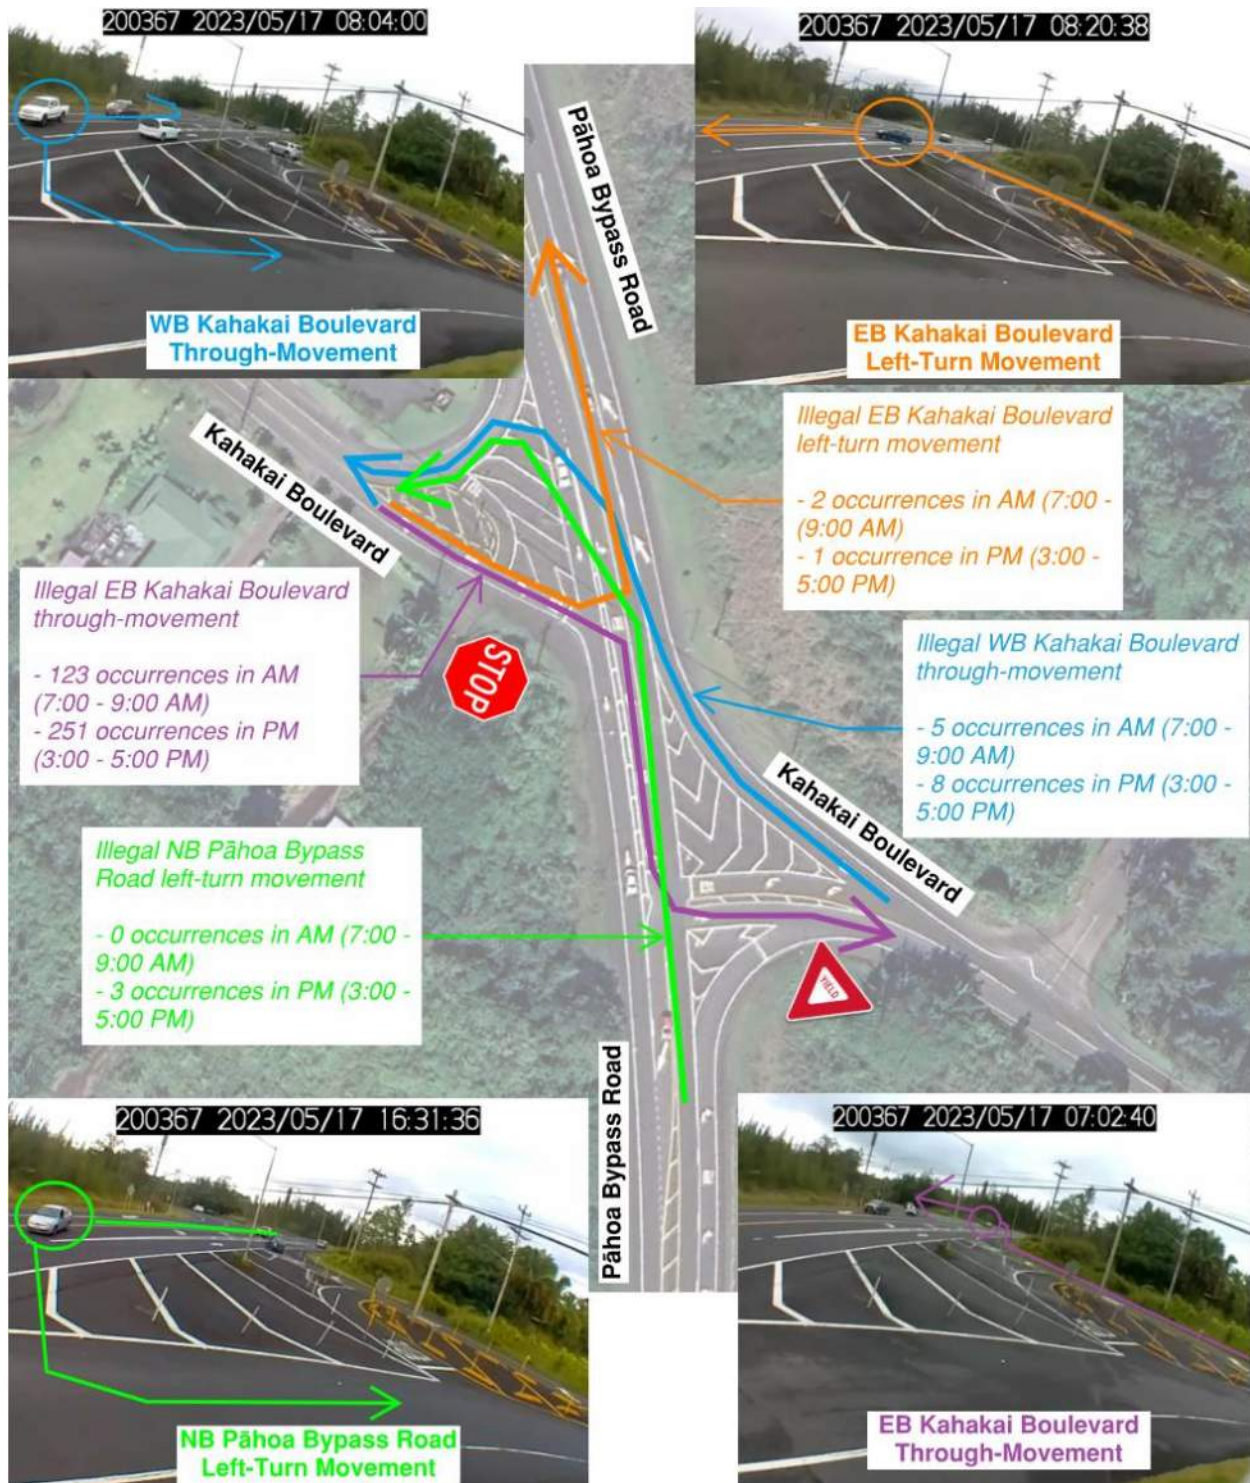 200367 2023/05/17 08:04:00
200367 2023/05/17 08:20:38
WB Kahakai Boulevard
Through-Movement
Pāhoa Bypass Road
EB Kahakai Boulevard
Left-Turn Movement
Illegal EB Kahakai Boulevard
left-turn movement
- 2 occurrences in AM (7:00 -
(9:00 AM)
- 1 occurrence in PM (3:00 -
5:00 PM)
Kahakai Boulevard
Illegal EB Kahakai Boulevard
through-movement
- 123 occurrences in AM
(7:00 - 9:00 AM)
- 251 occurrences in PM
(3:00 - 5:00 PM)
STOP
Illegal WB Kahakai Boulevard
through-movement
- 5 occurrences in AM (7:00 -
9:00 AM)
- 8 occurrences in PM (3:00 -
5:00 PM)
Kahakai Boulevard
Illegal NB Pāhoa Bypass
Road left-turn movement
- 0 occurrences in AM (7:00 -
9:00 AM)
- 3 occurrences in PM (3:00 -
5:00 PM)
YIELD
Pāhoa Bypass Road
200367 2023/05/17 16:31:36
200367 2023/05/17 07:02:40
NB Pāhoa Bypass Road
Left-Turn Movement
EB Kahakai Boulevard
Through-Movement